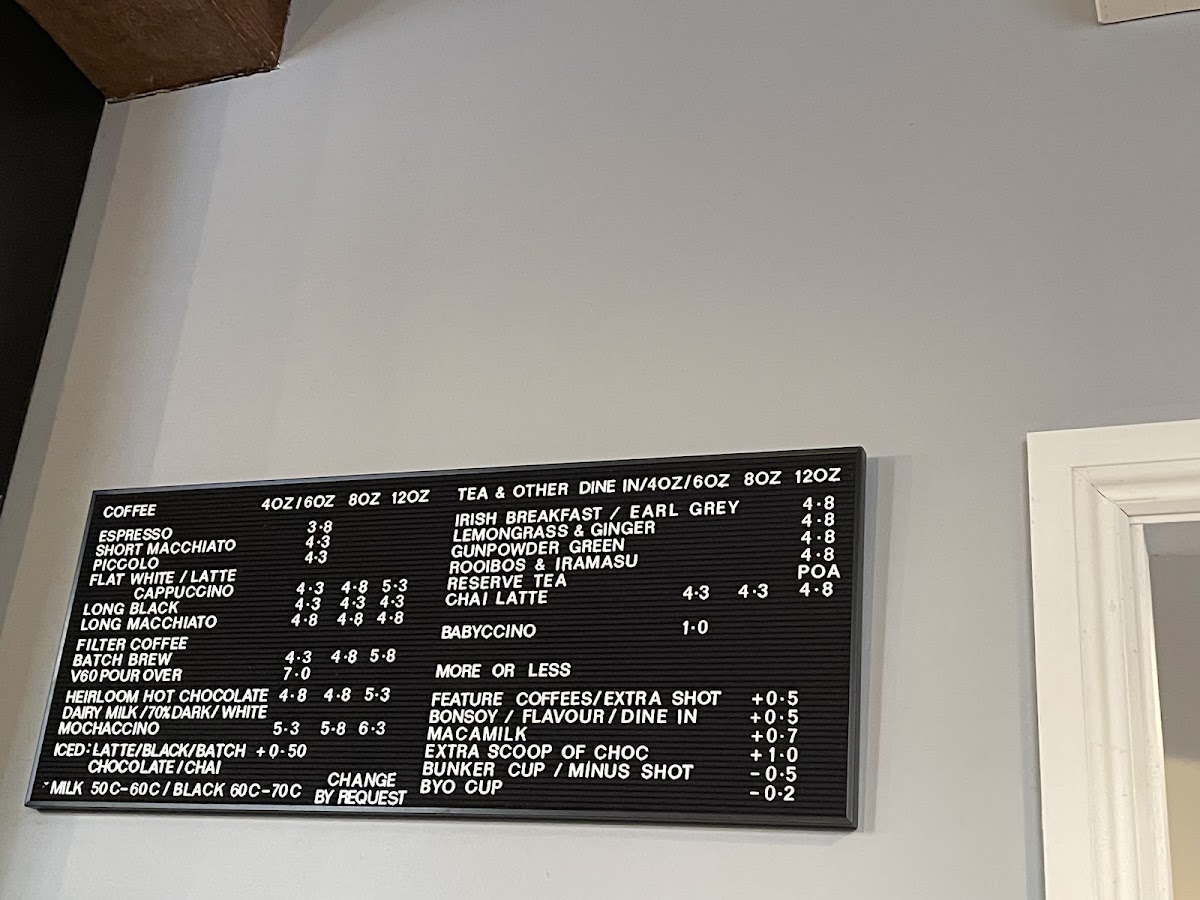 COFFEE 4OZ/6OZ 8OZ 12OZ
ESPRESSO 3·8
SHORT MACCHIATO 4·3
PICCOLO 4·3
FLAT WHITE / LATTE
CAPPUCCINO 4·3 4·8 5·3
LONG BLACK 4·3 4·3 4·3
LONG MACCHIATO 4·8 4·8 4·8
FILTER COFFEE
BATCH BREW 4·3 4·8 5·8
V60 POUR OVER 7·0
HEIRLOOM HOT CHOCOLATE 4·8 4·8 5·3
DAIRY MILK/70% DARK/ WHITE
MOCHACCINO 5·3 5·8 6·3
ICED: LATTE/BLACK/BATCH +0·50
CHOCOLATE / CHAI
MILK 50C-60C / BLACK 60C-70C
CHANGE
BY REQUEST
TEA & OTHER DINE IN/4OZ/6OZ 8OZ 12OZ
IRISH BREAKFAST / EARL GREY 4·8
LEMONGRASS & GINGER 4·8
GUNPOWDER GREEN 4·8
ROOIBOS & IRAMASU 4·8
RESERVE TEA POA
CHAI LATTE 4·3 4·3 4·8
BABYCCINO 1·0
MORE OR LESS
FEATURE COFFEES/EXTRA SHOT +0·5
BONSOY / FLAVOUR / DINE IN +0·5
MACAMILK +0·7
EXTRA SCOOP OF CHOC +1·0
BUNKER CUP / MINUS SHOT -0·5
BYO CUP -0·2